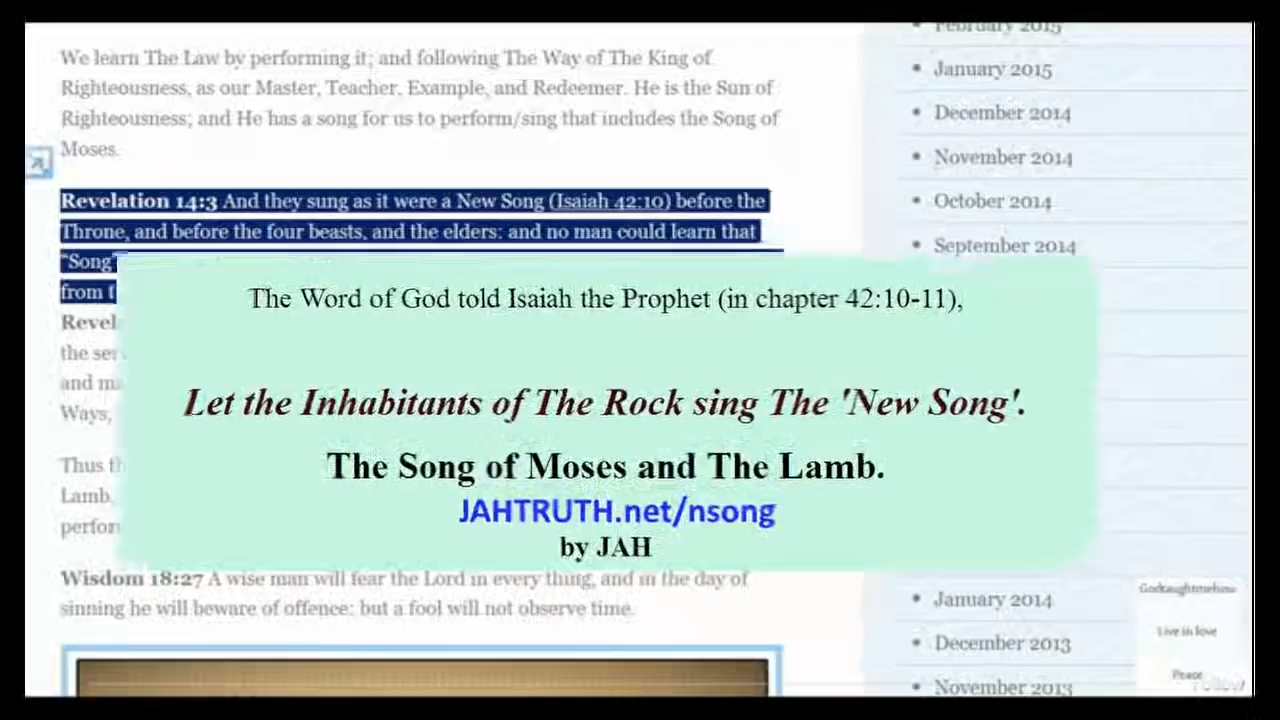 We learn The Law by performing it; and following The Way of The King of
Righteousness, as our Master, Teacher, Example, and Redeemer. He is the Sun of
Righteousness; and He has a song for us to perform/sing that includes the Song of
Moses.
Revelation 14:3 And they sung as it were a New Song (Isaiah 42:10) before the
Throne, and before the four beasts, and the elders: and no man could learn that
“Song”
from
The Word of God told Isaiah the Prophet (in chapter 42:10-11),
Let the Inhabitants of The Rock sing The 'New Song'.
The Song of Moses and The Lamb.
JAHTRUTH.net/nsong
by JAH
Revel
the
and
Ways,
Thus
Lamb.
perfor
Wisdom 18:27 A wise man will fear the Lord in every thing, and in the day of
sinning he will beware of offence: but a fool will not observe time.
February 2015
January 2015
December 2014
November 2014
October 2014
September 2014
January 2014
December 2013
November 2013
Godtaughtmehow
Live in love
Peace
Follow